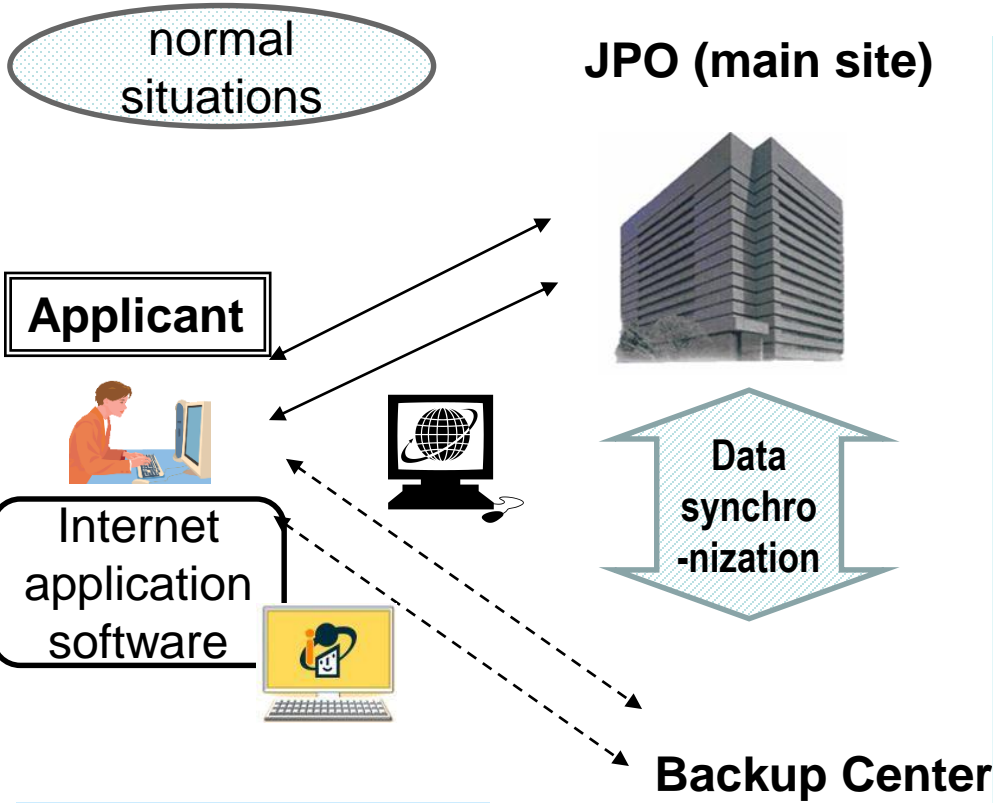 normal
situations
JPO (main site)
Applicant
Internet
application
software
Data
synchro
-nization
Backup Center